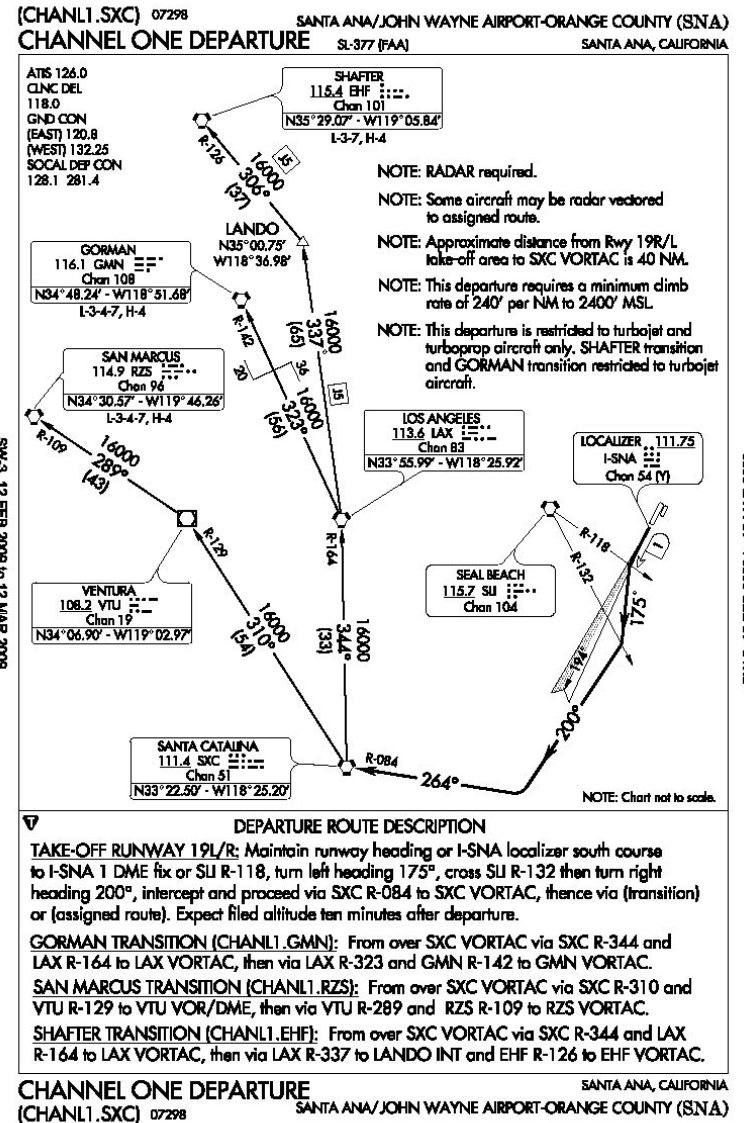 (CHANL1.SXC) 07298
SANTA ANA/JOHN WAYNE AIRPORT-ORANGE COUNTY (SNA)
CHANNEL ONE DEPARTURE
SL-377 (FAA)
SANTA ANA, CALIFORNIA
ATIS 126.0
CLNC DEL
118.0
GND CON
(EAST) 120.8
(WEST) 132.25
SOCAL DEP CON
128.1 281.4
SHAFTER
115.4 EHF
Chan 101
N35°29.07' - W119°05.84'
L-3-7, H-4
R-126
16000
306°
(37)
J5
LANDO
N35°00.75'
W118°36.98'
NOTE: RADAR required.
NOTE: Some aircraft may be radar vectored
to assigned route.
NOTE: Approximate distance from Rwy 19R/L
take-off area to SXC VORTAC is 40 NM.
NOTE: This departure requires a minimum climb
rate of 240' per NM to 2400' MSL
NOTE: This departure is restricted to turbojet and
turboprop aircraft only. SHAFTER transition
and GORMAN transition restricted to turbojet
aircraft.
GORMAN
116.1 GMN
Chan 108
N34°48.24' - W118°51.68'
L-3-4-7, H-4
R-142
20
36
16000
323°
(56)
16000
337°
(65)
J5
SAN MARCUS
114.9 RZS
Chan 96
N34°30.57' - W119°46.26'
L-3-4-7, H-4
R-109
16000
289°
(43)
LOS ANGELES
113.6 LAX
Chan 83
N33°55.99' - W118°25.92'
R-164
LOCALIZER 111.75
I-SNA
Chan 54 (Y)
1
R-118
R-132
175°
194°
200°
SEAL BEACH
115.7 SLI
Chan 104
R-129
VENTURA
108.2 VTU
Chan 19
N34°06.90' - W119°02.97'
16000
310°
(54)
16000
344°
(33)
SANTA CATALINA
111.4 SXC
Chan 51
N33°22.50' - W118°25.20'
R-084
264°
NOTE: Chart not to scale.
SW-3, 12 FEB 2009 to 12 MAR 2009
T
DEPARTURE ROUTE DESCRIPTION
TAKE-OFF RUNWAY 19L/R: Maintain runway heading or I-SNA localizer south course
to I-SNA 1 DME fix or SLI R-118, turn left heading 175°, cross SLI R-132 then turn right
heading 200°, intercept and proceed via SXC R-084 to SXC VORTAC, thence via (transition)
or (assigned route). Expect filed altitude ten minutes after departure.
GORMAN TRANSITION (CHANL1.GMN): From over SXC VORTAC via SXC R-344 and
LAX R-164 to LAX VORTAC, then via LAX R-323 and GMN R-142 to GMN VORTAC.
SAN MARCUS TRANSITION (CHANL1.RZS): From over SXC VORTAC via SXC R-310 and
VTU R-129 to VTU VOR/DME, then via VTU R-289 and RZS R-109 to RZS VORTAC.
SHAFTER TRANSITION (CHANL1.EHF): From over SXC VORTAC via SXC R-344 and LAX
R-164 to LAX VORTAC, then via LAX R-337 to LANDO INT and EHF R-126 to EHF VORTAC.
CHANNEL ONE DEPARTURE
SANTA ANA, CALIFORNIA
(CHANL1.SXC) 07298
SANTA ANA/JOHN WAYNE AIRPORT-ORANGE COUNTY (SNA)